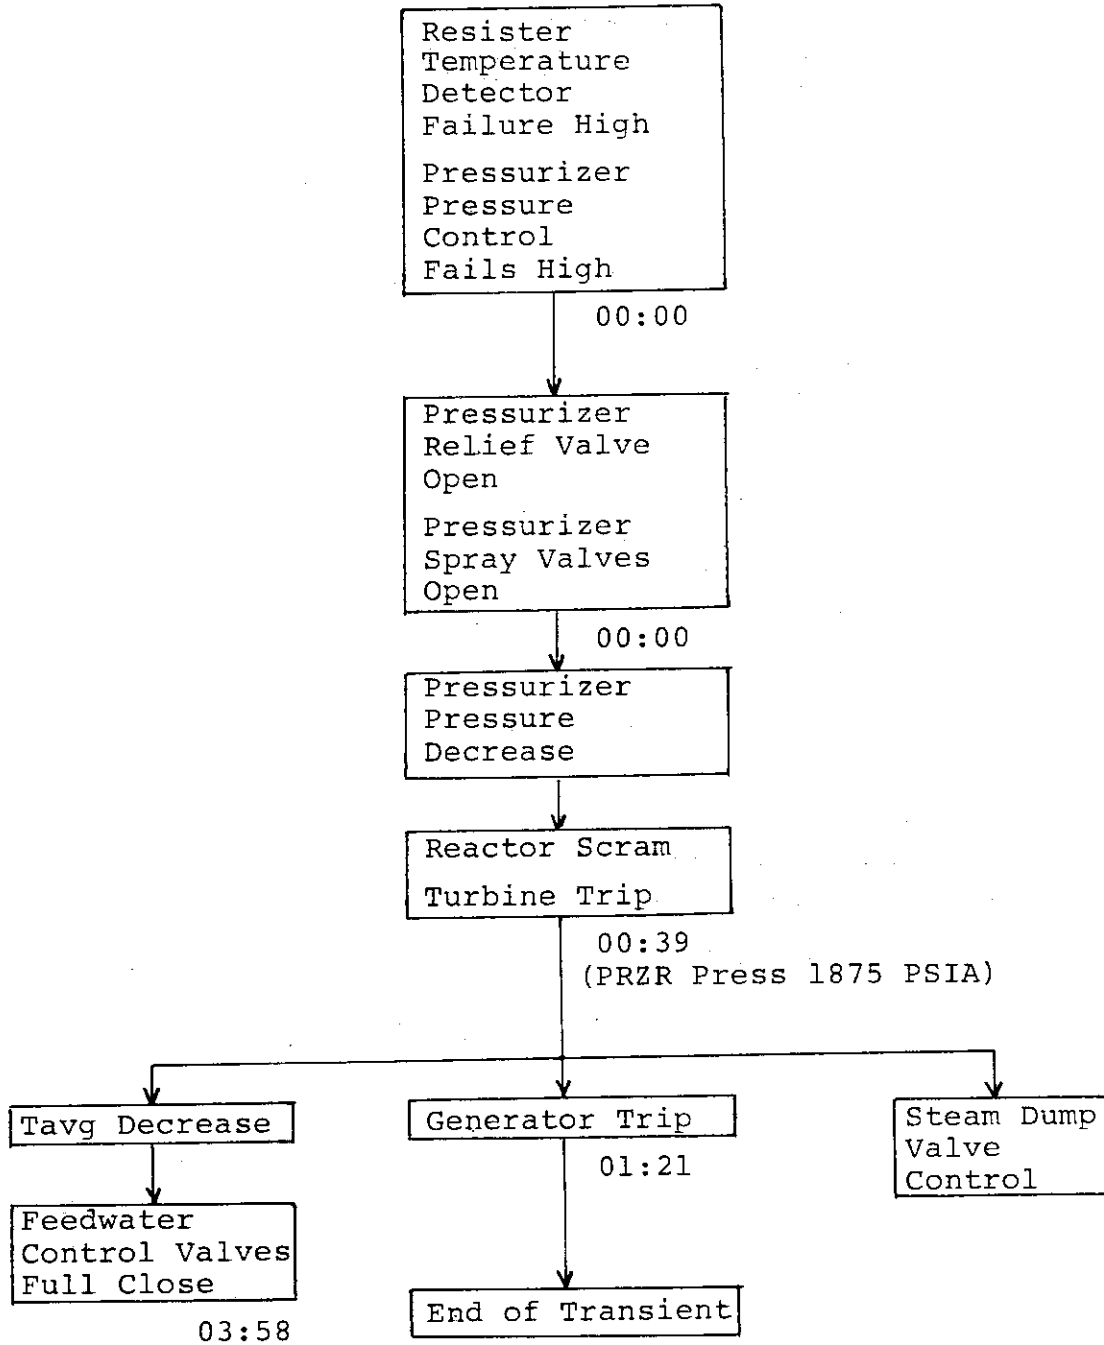 Resister
Temperature
Detector
Failure High
Pressurizer
Pressure
Control
Fails High
00:00
Pressurizer
Relief Valve
Open
Pressurizer
Spray Valves
Open
00:00
Pressurizer
Pressure
Decrease
Reactor Scram
Turbine Trip
00:39
(PRZR Press 1875 PSIA)
Tavg Decrease
Generator Trip
01:21
Steam Dump
Valve
Control
Feedwater
Control Valves
Full Close
03:58
End of Transient